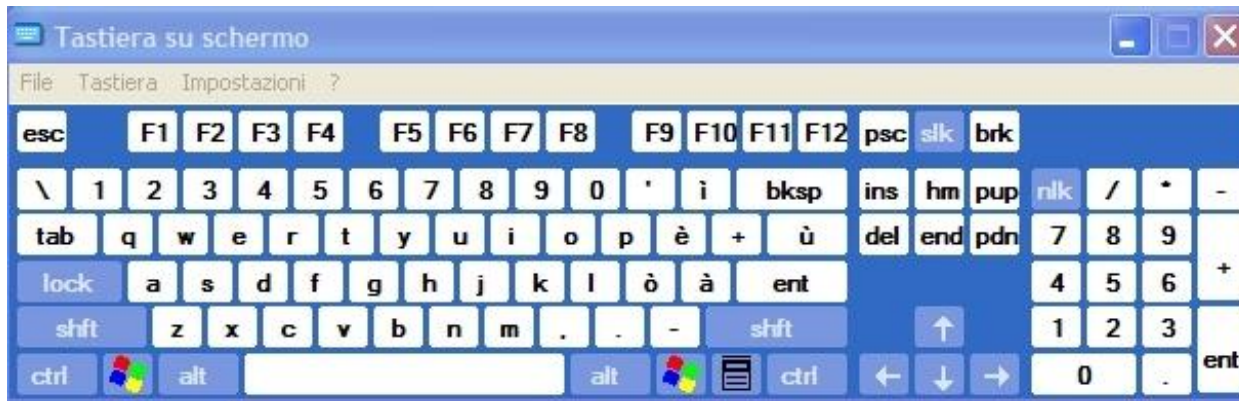 Tastiera su schermo
File Tastiera Impostazioni ?
esc F1 F2 F3 F4 F5 F6 F7 F8 F9 F10 F11 F12 psc slk brk
\ 1 2 3 4 5 6 7 8 9 0 ' ì bksp ins hm pup nlk / * -
tab q w e r t y u i o p è + ù del end pdn 7 8 9
lock a s d f g h j k l ò à ent 4 5 6 +
shft z x c v b n m , . - shft ↑ 1 2 3
ctrl alt alt ctrl ← ↓ → 0 . ent